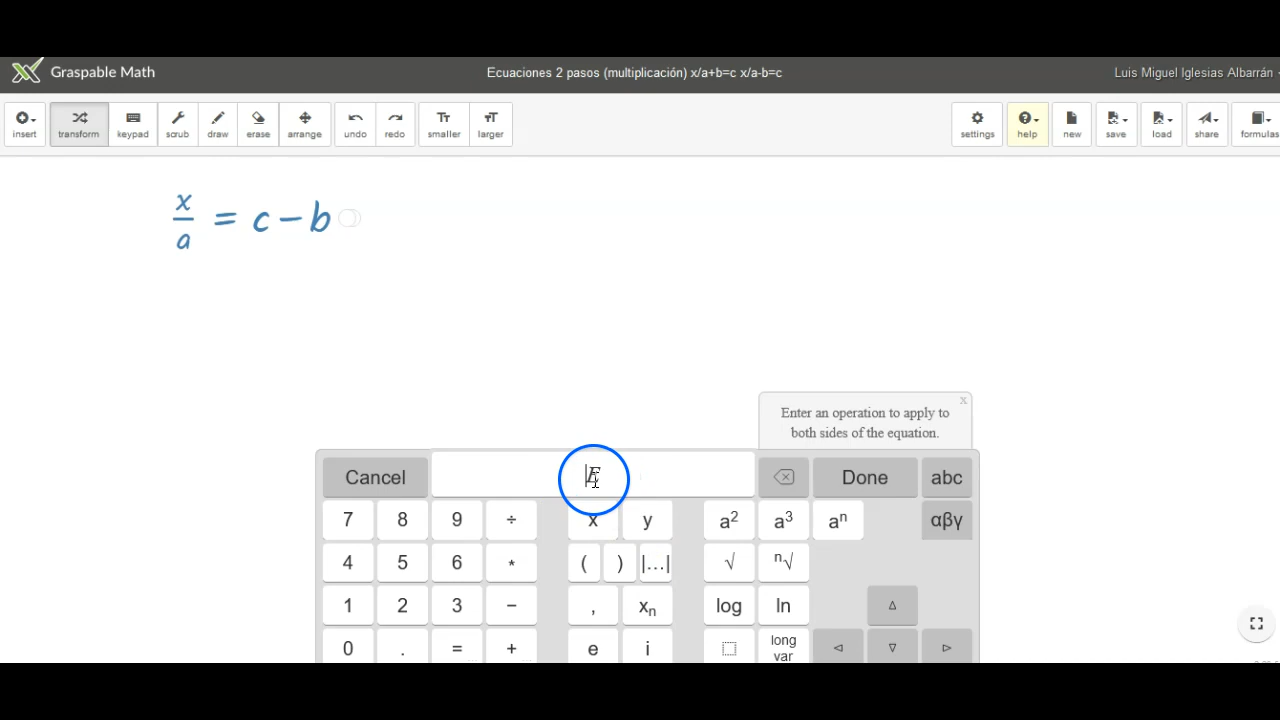 Graspable Math
Ecuaciones 2 pasos (multiplicación) x/a+b=c x/a-b=c
Luis Miguel Iglesias Albarrán
insert transform keypad scrub draw erase arrange undo redo smaller larger settings help new save load share formulas
x/a = c − b
Enter an operation to apply to
both sides of the equation.
x
Cancel E Done abc
7 8 9 ÷ x y a² a³ aⁿ αβγ
4 5 6 * ( ) |...| √ ⁿ√
1 2 3 − , xₙ log ln
0 . = + e i long
var